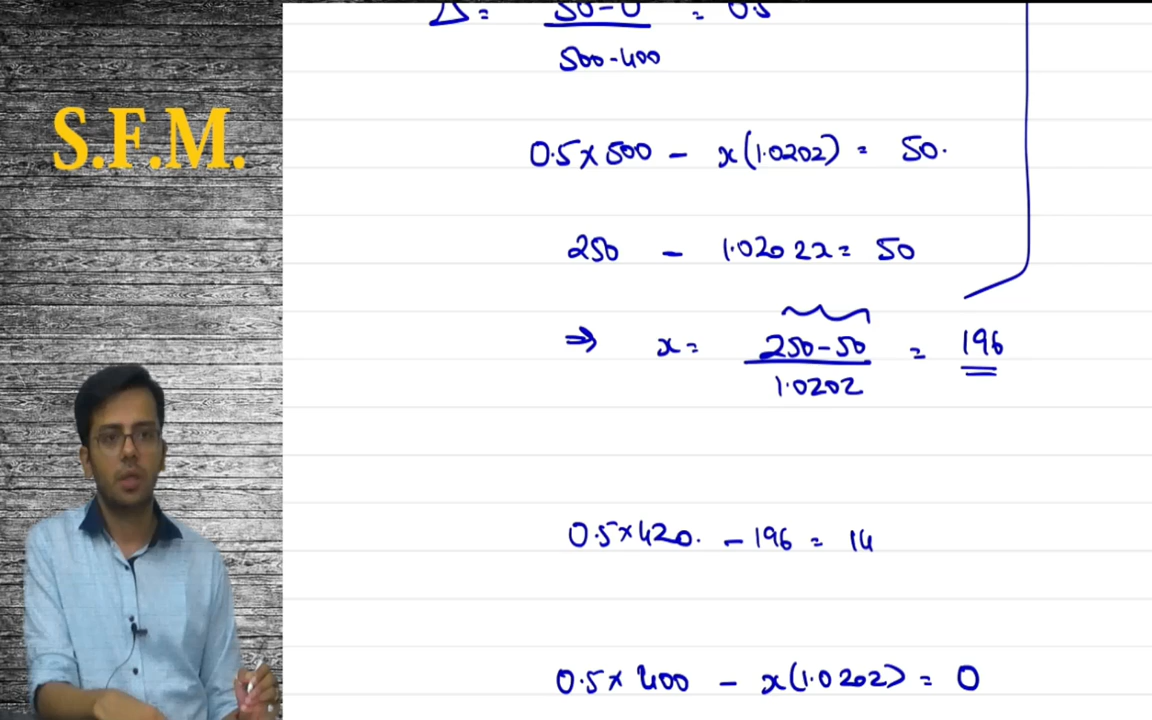 S.F.M.
Δ = 50-0 = 0.5
500-400
0.5 x 500 - x(1.0202) = 50.
250 - 1.0202x = 50
⇒ x = 250-50 = 196
1.0202
0.5 x 420. - 196 = 14
0.5 x 400 - x(1.0202) = 0